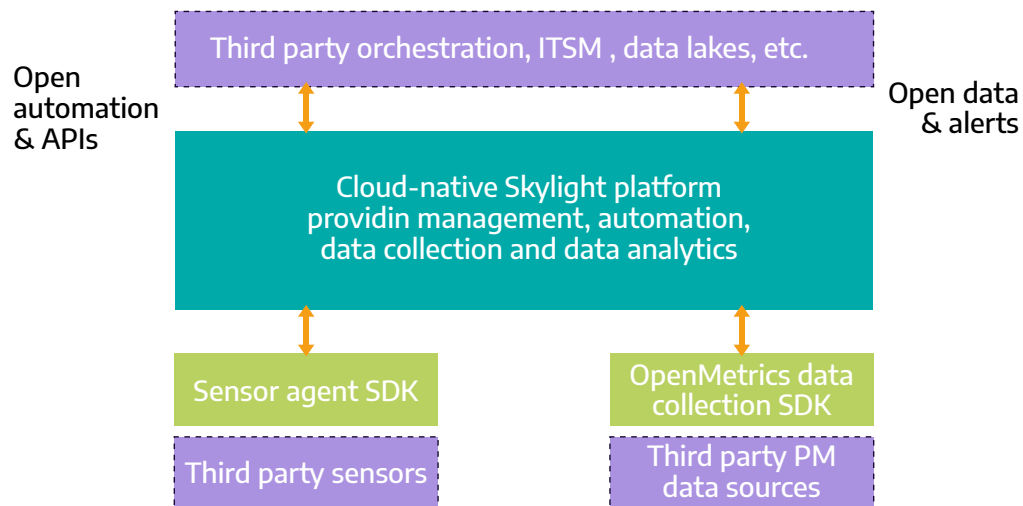 Third party orchestration, ITSM , data lakes, etc.
Open
automation
& APIs
Open data
& alerts
Cloud-native Skylight platform
providin management, automation,
data collection and data analytics
Sensor agent SDK
OpenMetrics data
collection SDK
Third party sensors
Third party PM
data sources